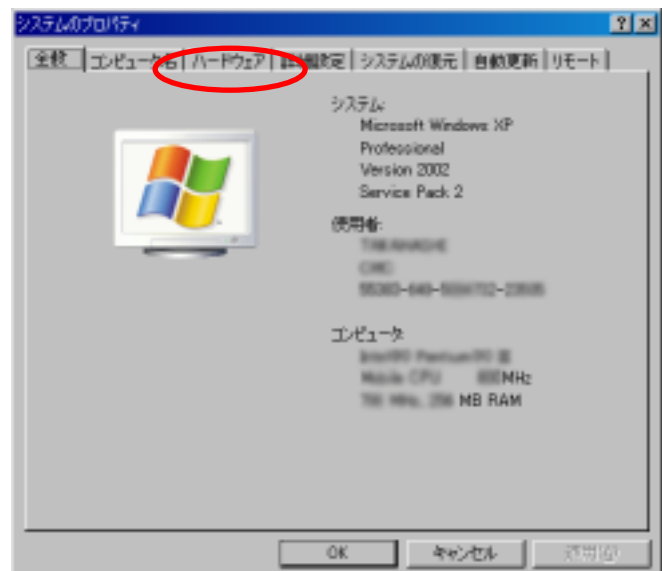 システムのプロパティ
全般 コンピュータ名 ハードウェア 詳細設定 システムの復元 自動更新 リモート
システム:
Microsoft Windows XP
Professional
Version 2002
Service Pack 2
使用者:
コンピュータ:
MHz
MB RAM
OK キャンセル 適用(A)